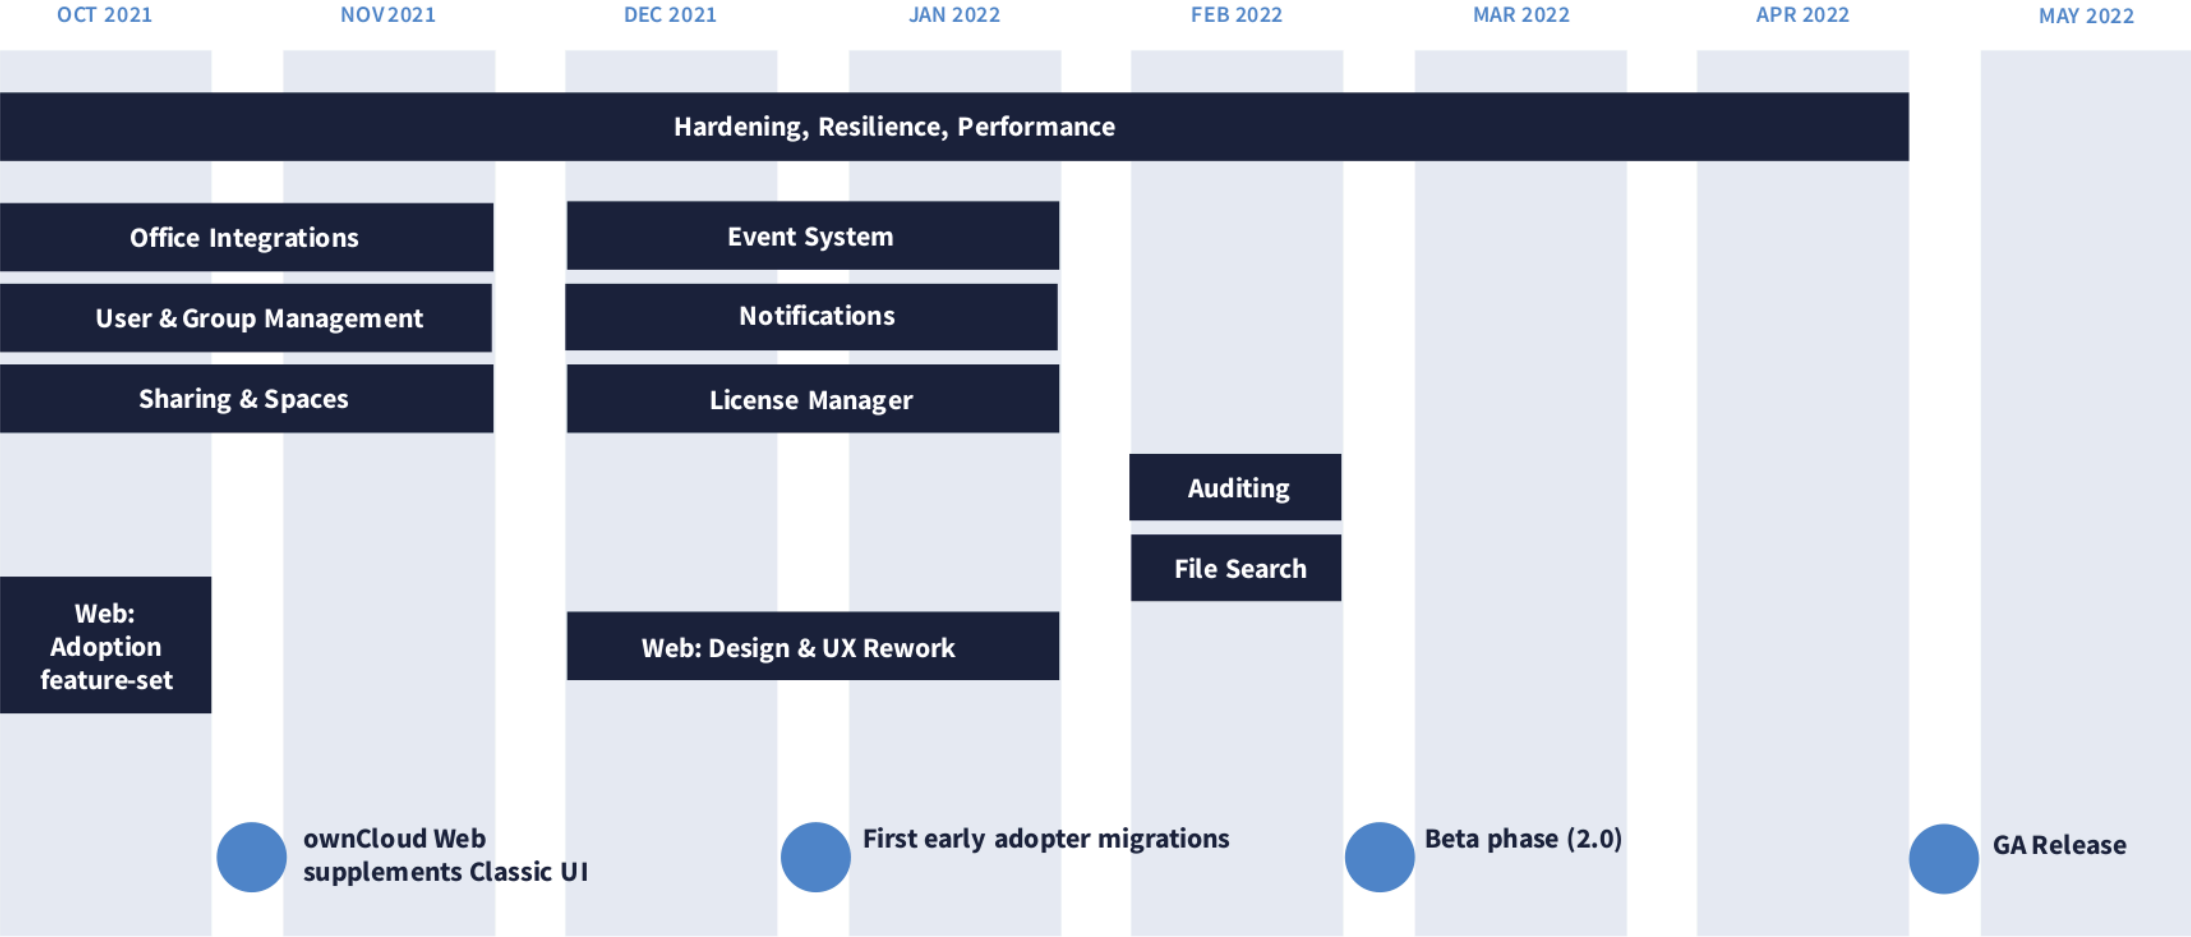 OCT 2021
NOV 2021
DEC 2021
JAN 2022
FEB 2022
MAR 2022
APR 2022
MAY 2022
Hardening, Resilience, Performance
Office Integrations
Event System
User & Group Management
Notifications
Sharing & Spaces
License Manager
Auditing
File Search
Web:
Adoption
feature-set
Web: Design & UX Rework
ownCloud Web
supplements Classic UI
First early adopter migrations
Beta phase (2.0)
GA Release